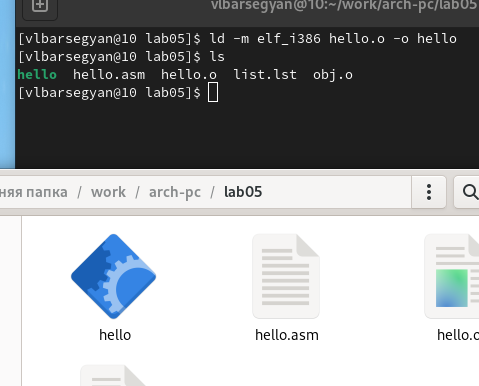 vlbarsegyan@10:~/work/arch-pc/lab05
[vlbarsegyan@10 lab05]$ ld -m elf_i386 hello.o -o hello
[vlbarsegyan@10 lab05]$ ls
hello  hello.asm  hello.o  list.lst  obj.o
[vlbarsegyan@10 lab05]$
няя папка / work / arch-pc / lab05
hello  hello.asm  hello.o